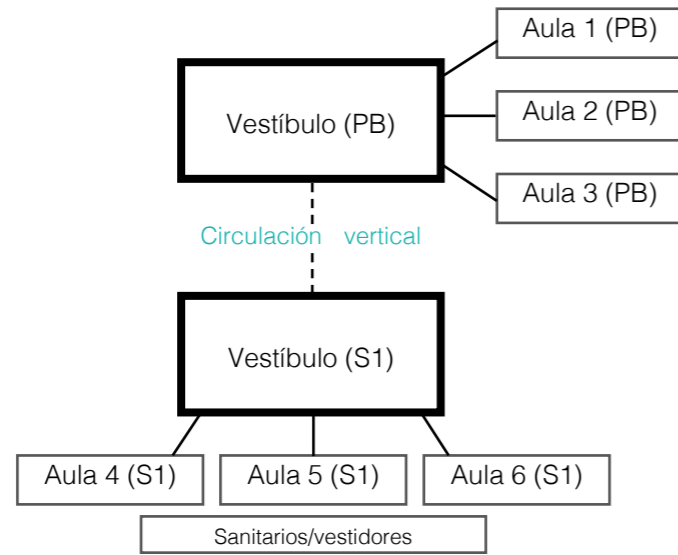 Aula 1 (PB)
Vestíbulo (PB)
Aula 2 (PB)
Aula 3 (PB)
Circulación vertical
Vestíbulo (S1)
Aula 4 (S1)
Aula 5 (S1)
Aula 6 (S1)
Sanitarios/vestidores